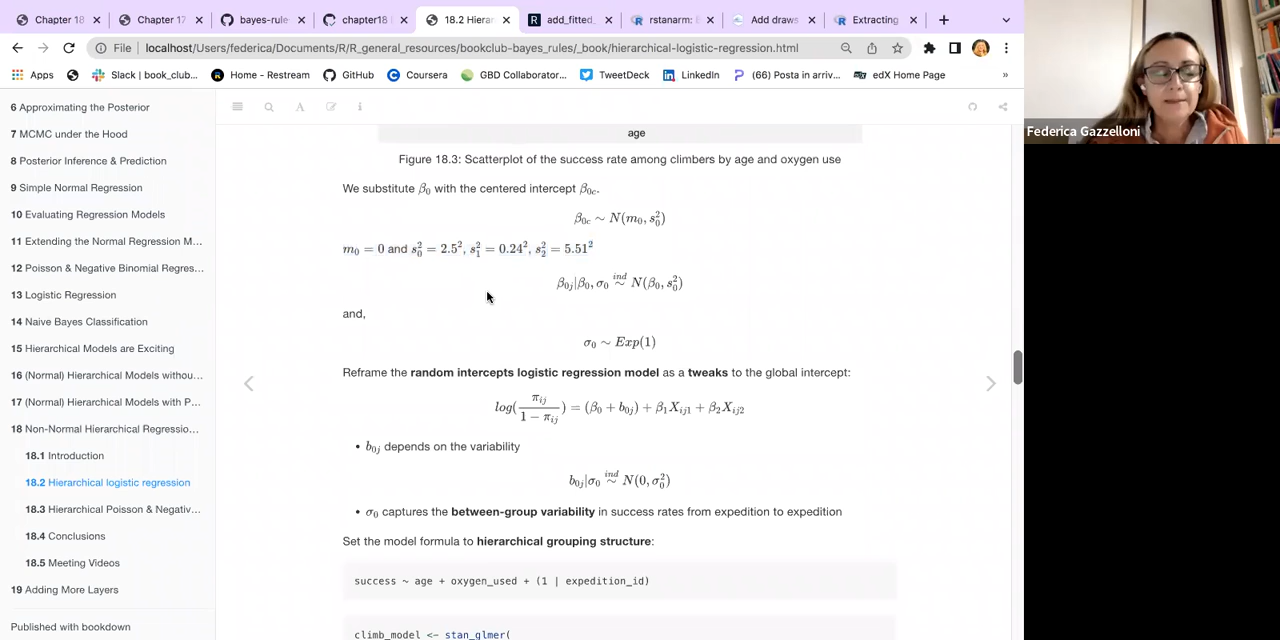 Chapter 18
Chapter 17
bayes-rule
chapter18
18.2 Hierar
add_fitted_
rstanarm: i
Add draws
Extracting
File
localhost/Users/federica/Documents/R/R_general_resources/bookclub-bayes_rules/_book/hierarchical-logistic-regression.html
Apps
Slack | book_club...
Home - Restream
GitHub
Coursera
GBD Collaborator...
TweetDeck
LinkedIn
(66) Posta in arriv...
edX Home Page
»
Federica Gazzelloni
6 Approximating the Posterior
7 MCMC under the Hood
8 Posterior Inference & Prediction
9 Simple Normal Regression
10 Evaluating Regression Models
11 Extending the Normal Regression M...
12 Poisson & Negative Binomial Regres...
13 Logistic Regression
14 Naive Bayes Classification
15 Hierarchical Models are Exciting
16 (Normal) Hierarchical Models withou...
17 (Normal) Hierarchical Models with P...
18 Non-Normal Hierarchical Regressio...
18.1 Introduction
18.2 Hierarchical logistic regression
18.3 Hierarchical Poisson & Negativ...
18.4 Conclusions
18.5 Meeting Videos
19 Adding More Layers
Published with bookdown
age
Figure 18.3: Scatterplot of the success rate among climbers by age and oxygen use
We substitute β₀ with the centered intercept β₀c.
β₀c ∼ N(m₀, s₀²)
m₀ = 0 and s₀² = 2.5², s₁² = 0.24², s₂² = 5.51²
β₀j|β₀, σ₀ ind∼ N(β₀, s₀²)
and,
σ₀ ∼ Exp(1)
Reframe the random intercepts logistic regression model as a tweaks to the global intercept:
log(πij / 1 − πij) = (β₀ + b₀j) + β₁Xij1 + β₂Xij2
• b₀j depends on the variability
b₀j|σ₀ ind∼ N(0, σ₀²)
• σ₀ captures the between-group variability in success rates from expedition to expedition
Set the model formula to hierarchical grouping structure:
success ~ age + oxygen_used + (1 | expedition_id)
climb_model <- stan_glmer(